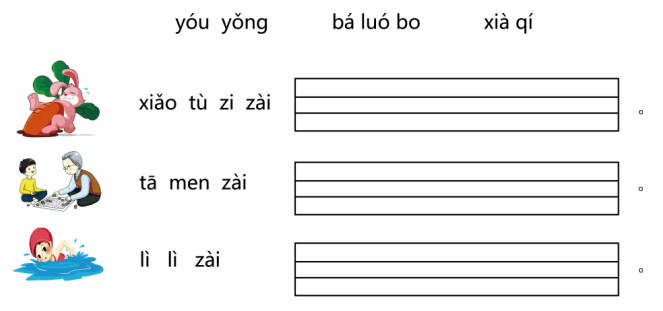 yóu yǒng bá luó bo xià qí
xiǎo tù zi zài 。
tā men zài 。
lì lì zài 。